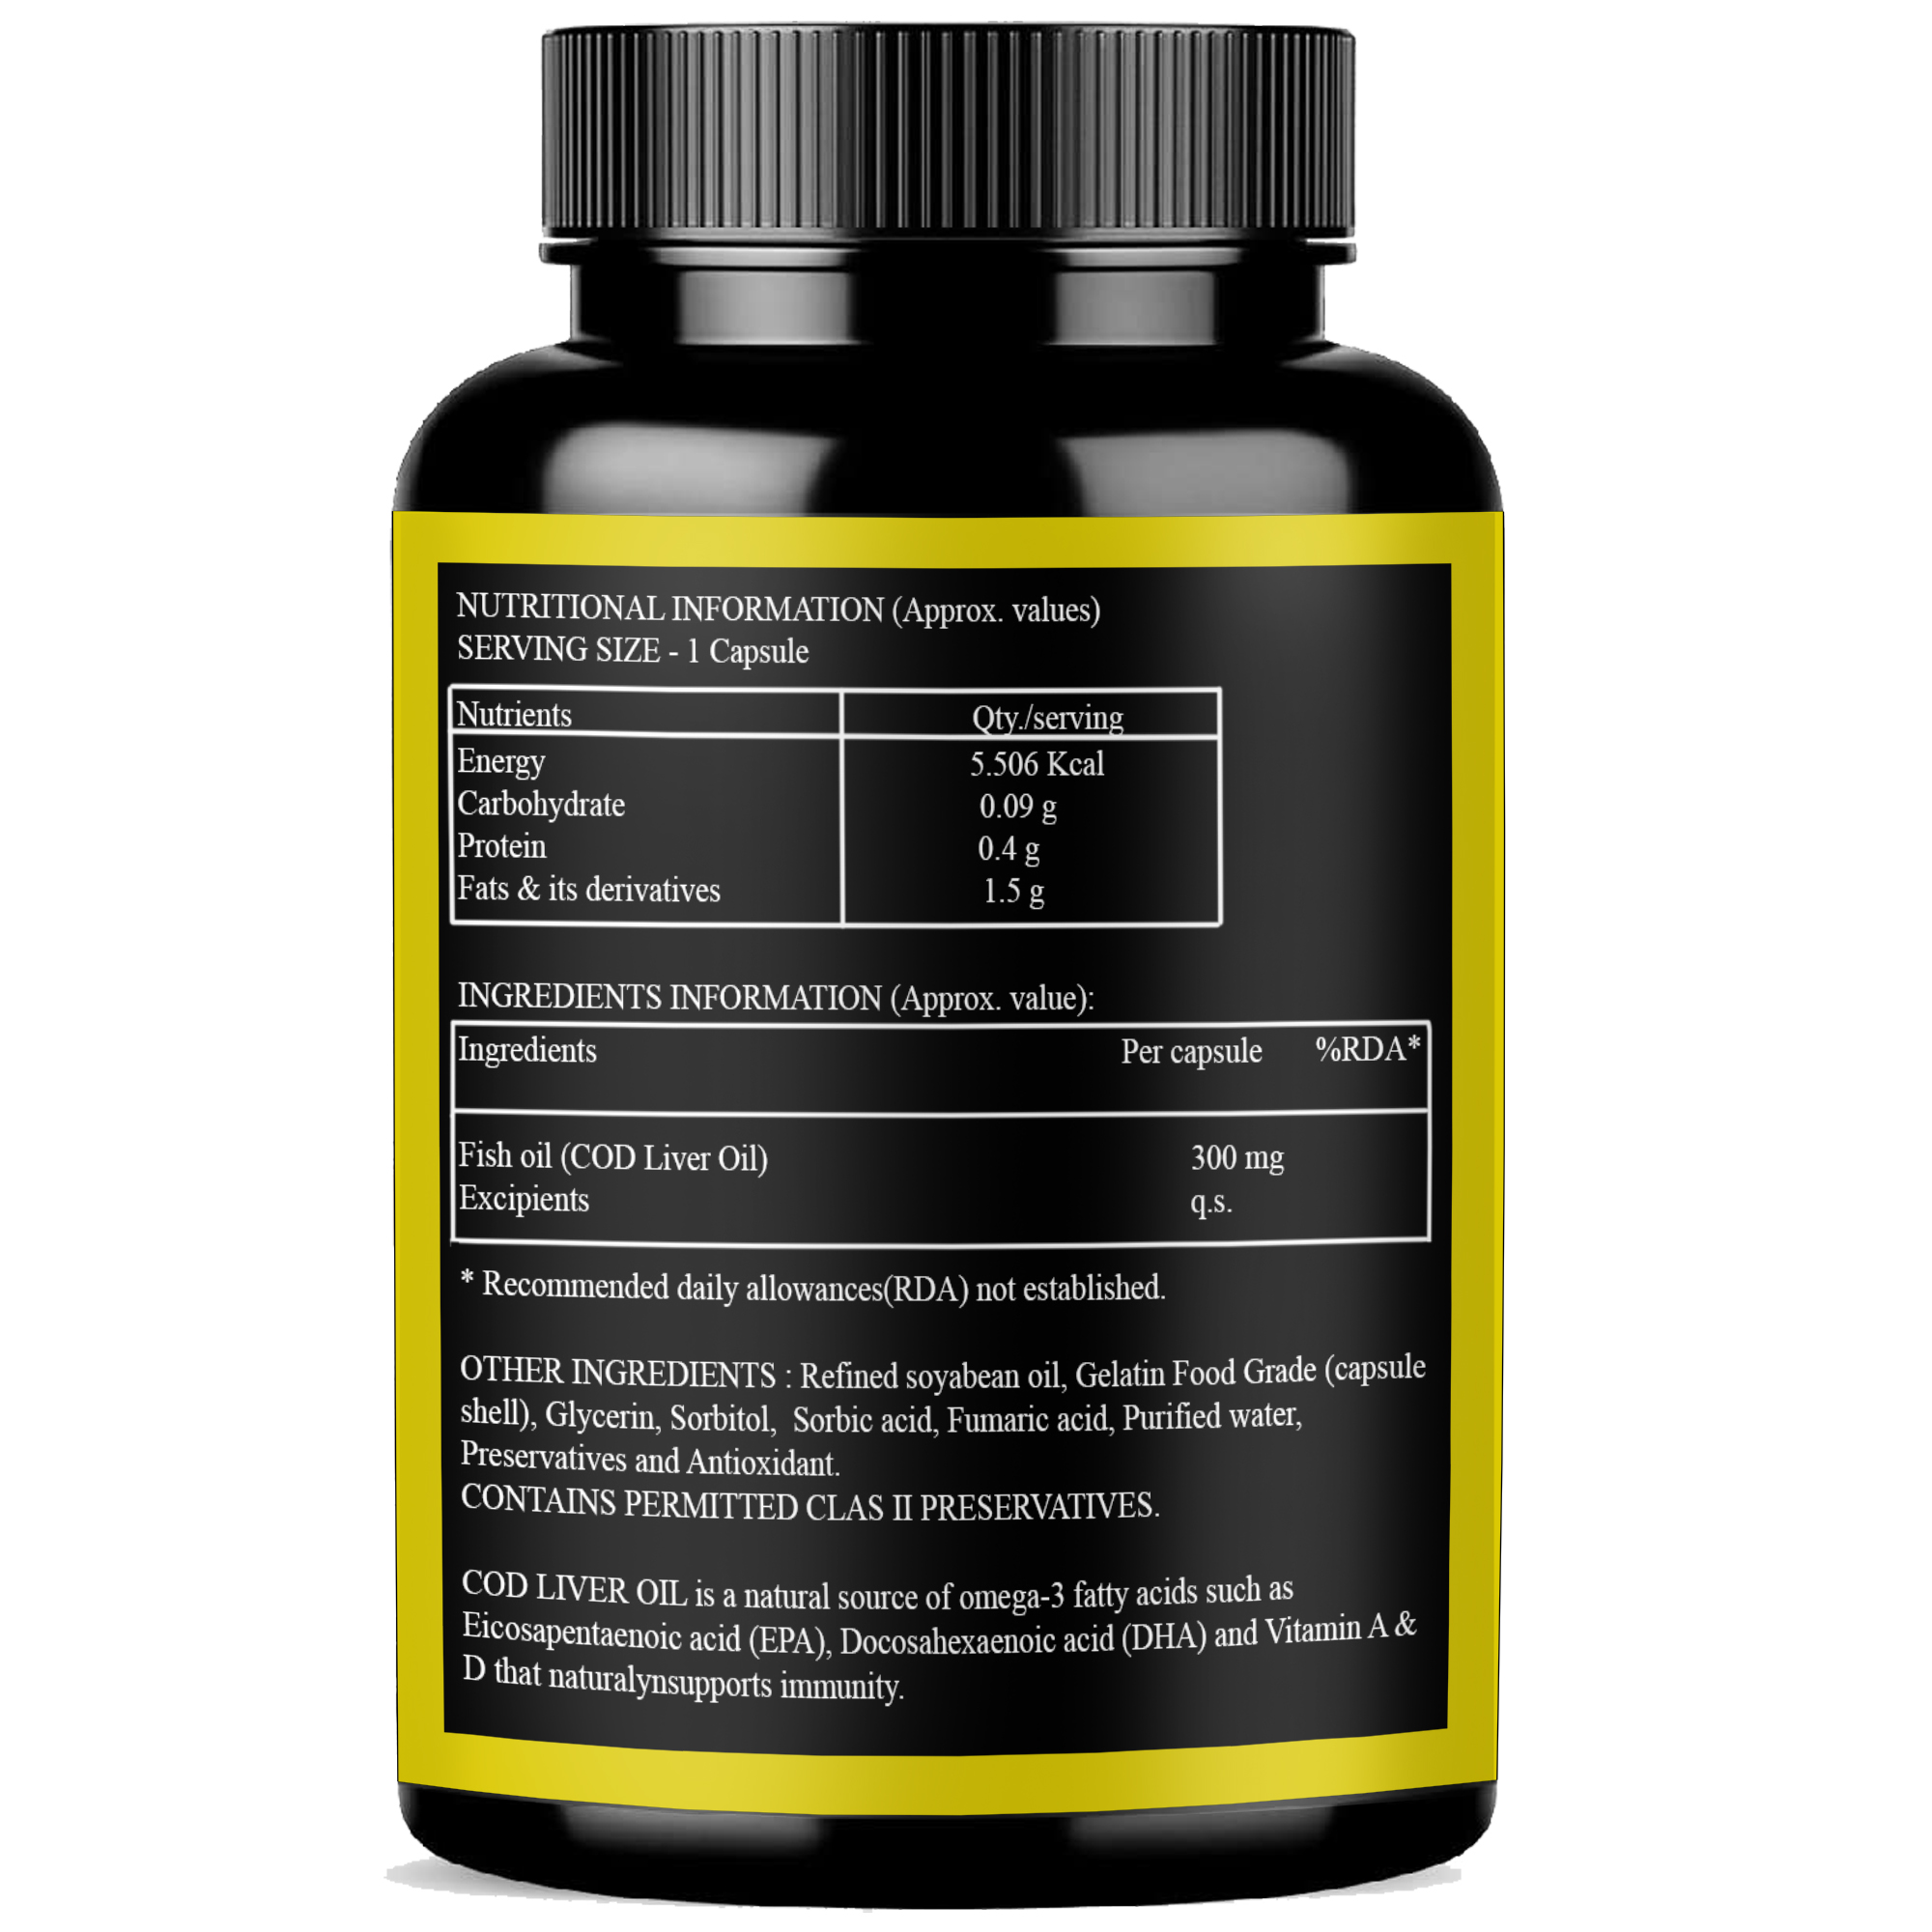 NUTRITIONAL INFORMATION (Approx. values)
SERVING SIZE - 1 Capsule
Nutrients Qty./serving
Energy 5.506 Kcal
Carbohydrate 0.09 g
Protein 0.4 g
Fats & its derivatives 1.5 g
INGREDIENTS INFORMATION (Approx. value):
Ingredients Per capsule %RDA*
Fish oil (COD Liver Oil) 300 mg
Excipients q.s.
* Recommended daily allowances(RDA) not established.
OTHER INGREDIENTS : Refined soyabean oil, Gelatin Food Grade (capsule
shell), Glycerin, Sorbitol,  Sorbic acid, Fumaric acid, Purified water,
Preservatives and Antioxidant.
CONTAINS PERMITTED CLAS II PRESERVATIVES.
COD LIVER OIL is a natural source of omega-3 fatty acids such as
Eicosapentaenoic acid (EPA), Docosahexaenoic acid (DHA) and Vitamin A &
D that naturalynsupports immunity.